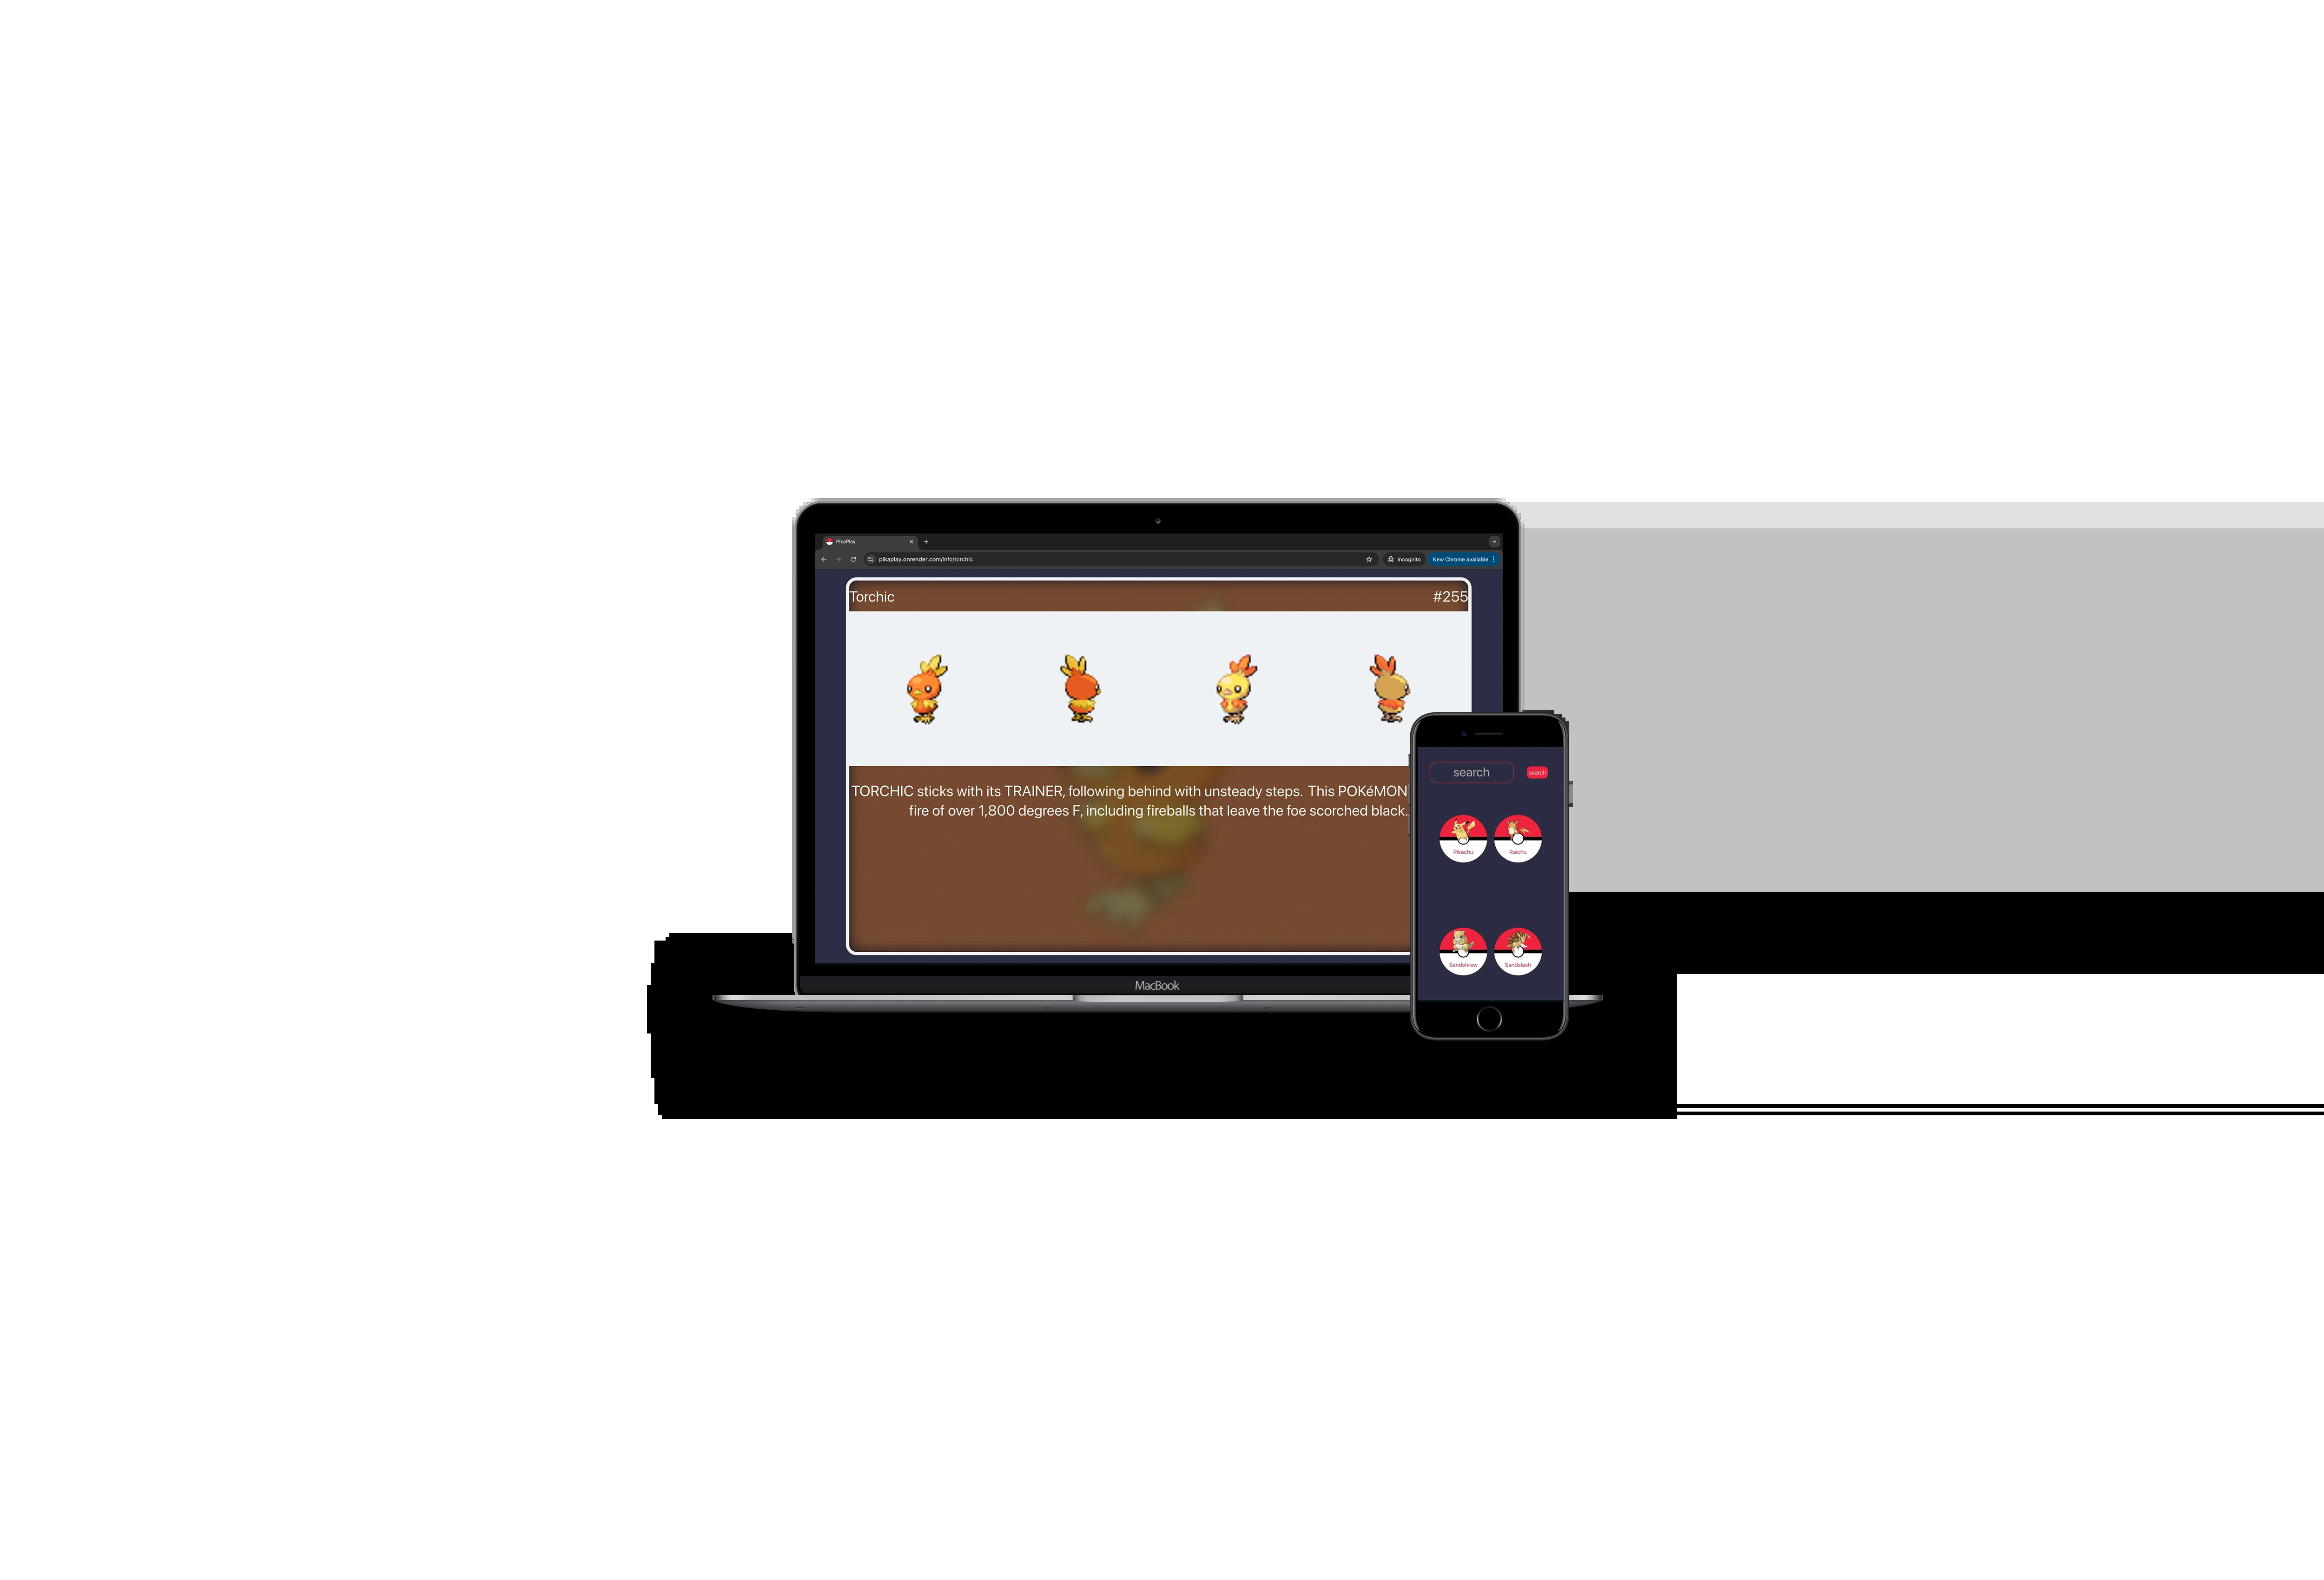 PikaPlay
pikaplay.onrender.com/info/torchic
Incognito
New Chrome available
Torchic
#255
TORCHIC sticks with its TRAINER, following behind with unsteady steps. This POKéMON
fire of over 1,800 degrees F, including fireballs that leave the foe scorched black.
MacBook
search
search
Pikachu
Raichu
Sandshrew
Sandslash